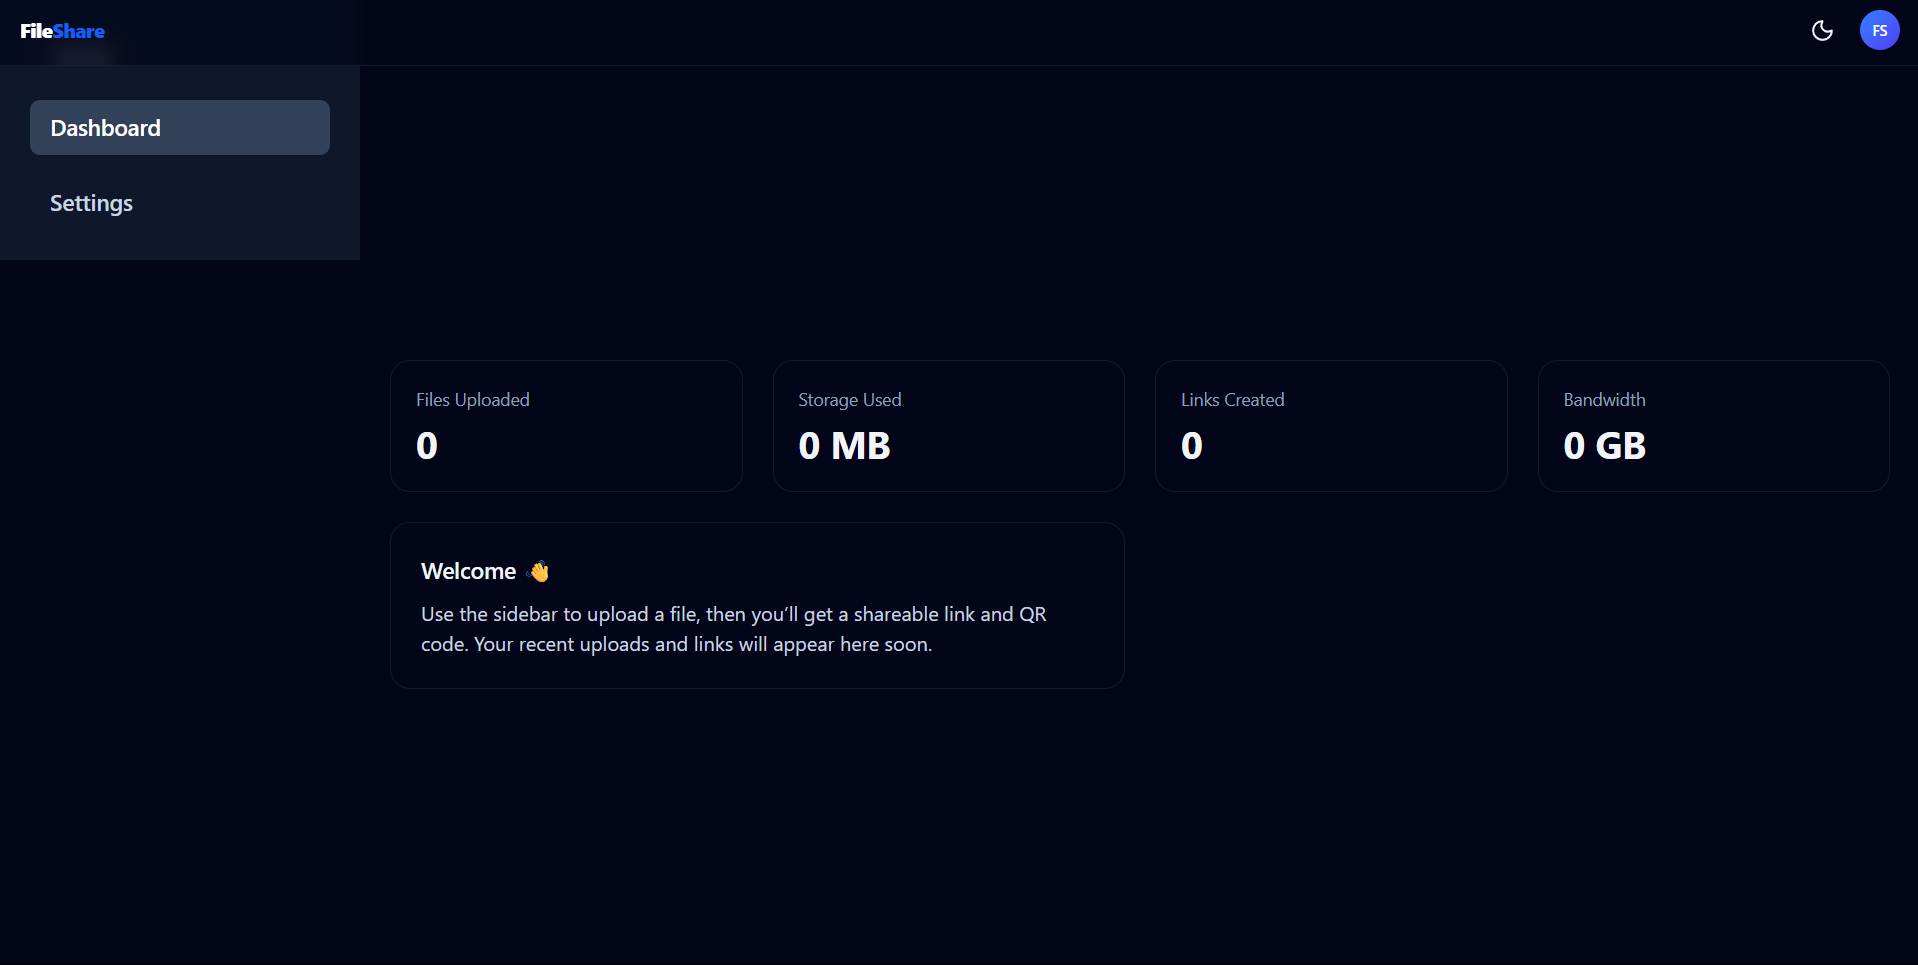 FileShare
FS
Dashboard
Settings
Files Uploaded
0
Storage Used
0 MB
Links Created
0
Bandwidth
0 GB
Welcome 👋
Use the sidebar to upload a file, then you’ll get a shareable link and QR
code. Your recent uploads and links will appear here soon.